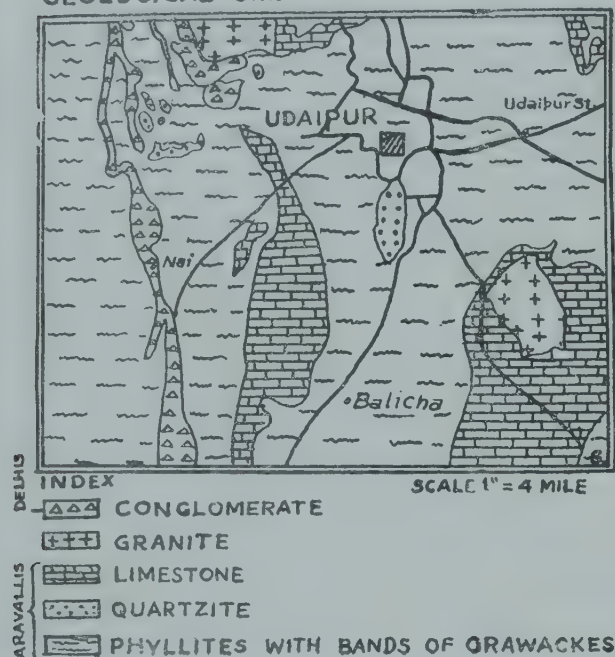 UDAIPUR
Udaipur St.
Nai
Balicha
INDEX
SCALE 1" = 4 MILE
DELHIS
CONGLOMERATE
GRANITE
ARAVALLIS
LIMESTONE
QUARTZITE
PHYLLITES WITH BANDS OF GRAWACKES